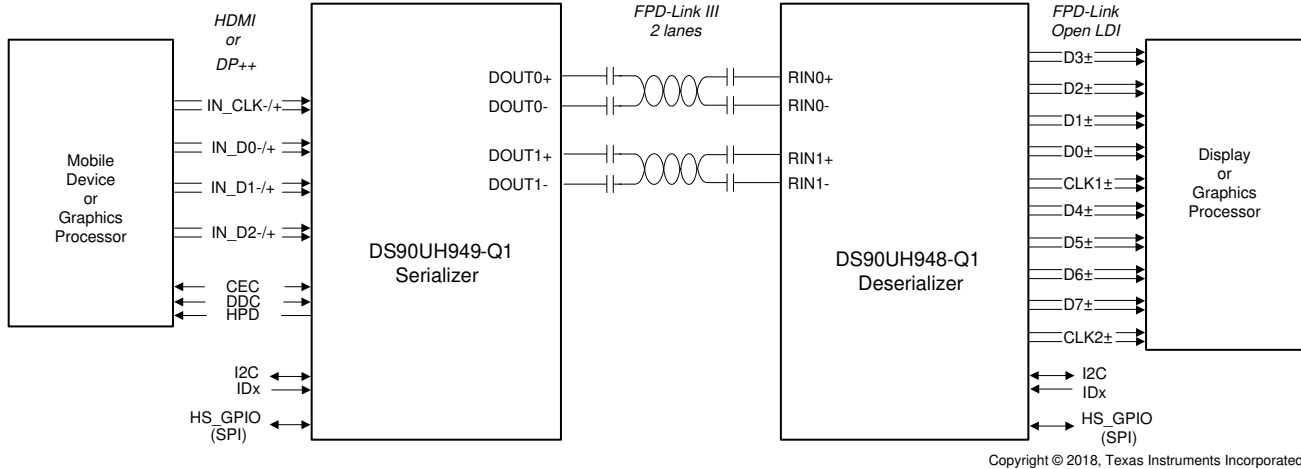 HDMI
or
DP++
FPD-Link III
2 lanes
FPD-Link
Open LDI
Mobile
Device
or
Graphics
Processor
IN_CLK-/+
IN_D0-/+
IN_D1-/+
IN_D2-/+
CEC
DDC
HPD
I2C
IDx
HS_GPIO
(SPI)
DOUT0+
DOUT0-
DOUT1+
DOUT1-
DS90UH949-Q1
Serializer
RIN0+
RIN0-
RIN1+
RIN1-
DS90UH948-Q1
Deserializer
D3±
D2±
D1±
D0±
CLK1±
D4±
D5±
D6±
D7±
CLK2±
I2C
IDx
HS_GPIO
(SPI)
Display
or
Graphics
Processor
Copyright © 2018, Texas Instruments Incorporated